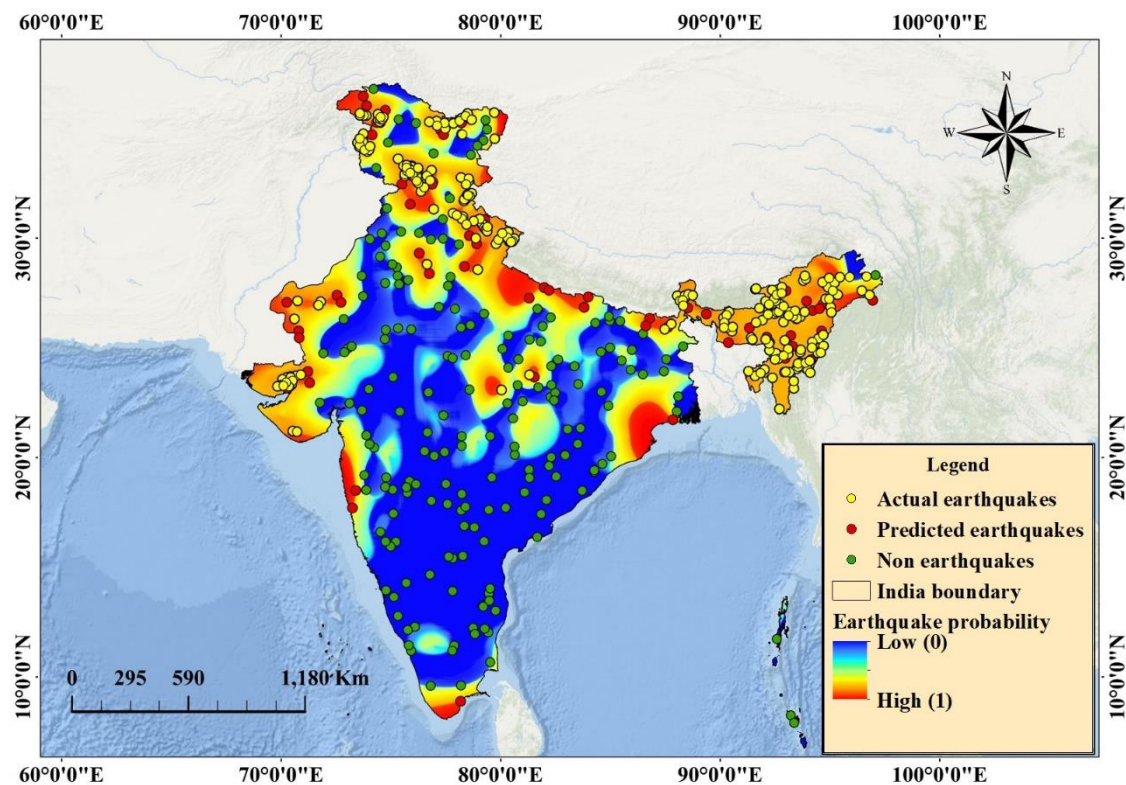 60°0'0"E 70°0'0"E 80°0'0"E 90°0'0"E 100°0'0"E
N
W E
S
30°0'0"N 30°0'0"N
20°0'0"N 20°0'0"N
10°0'0"N 10°0'0"N
Legend
Actual earthquakes
Predicted earthquakes
Non earthquakes
India boundary
Earthquake probability
Low (0)
High (1)
0 295 590 1,180 Km
60°0'0"E 70°0'0"E 80°0'0"E 90°0'0"E 100°0'0"E